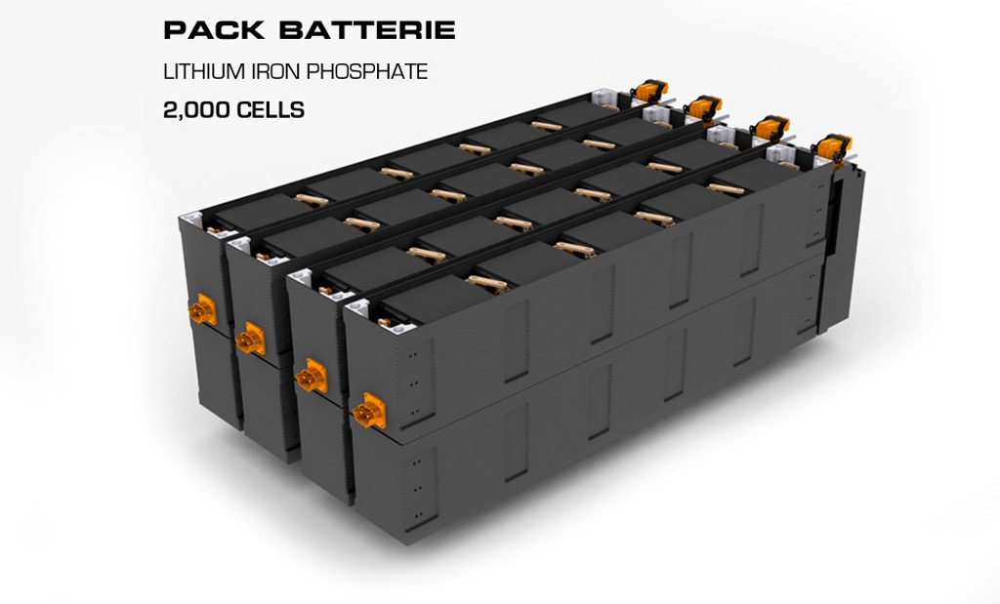 PACK BATTERIE
LITHIUM IRON PHOSPHATE
2,000 CELLS